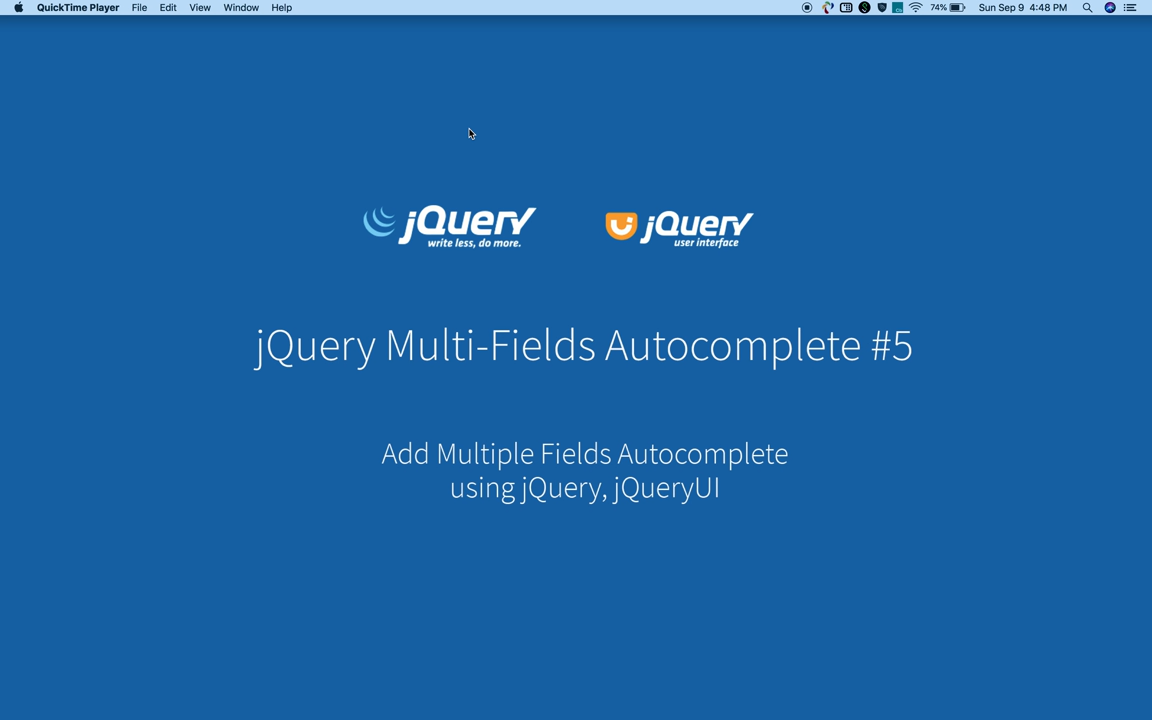 QuickTime Player File Edit View Window Help 74% Sun Sep 9 4:48 PM
jQuery write less, do more.
jQuery user interface
jQuery Multi-Fields Autocomplete #5
Add Multiple Fields Autocomplete
using jQuery, jQueryUI